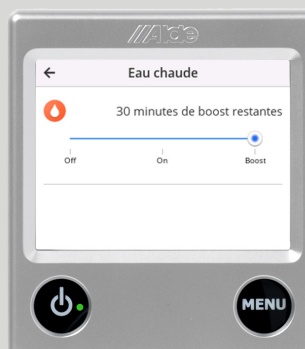 Alde
← Eau chaude
30 minutes de boost restantes
Off On Boost
MENU